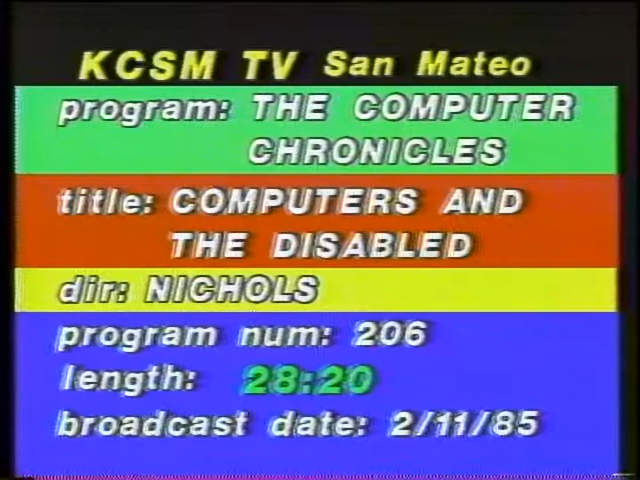 KCSM TV San Mateo
program: THE COMPUTER
CHRONICLES
title: COMPUTERS AND
THE DISABLED
dir: NICHOLS
program num: 206
length: 28:20
broadcast date: 2/11/85